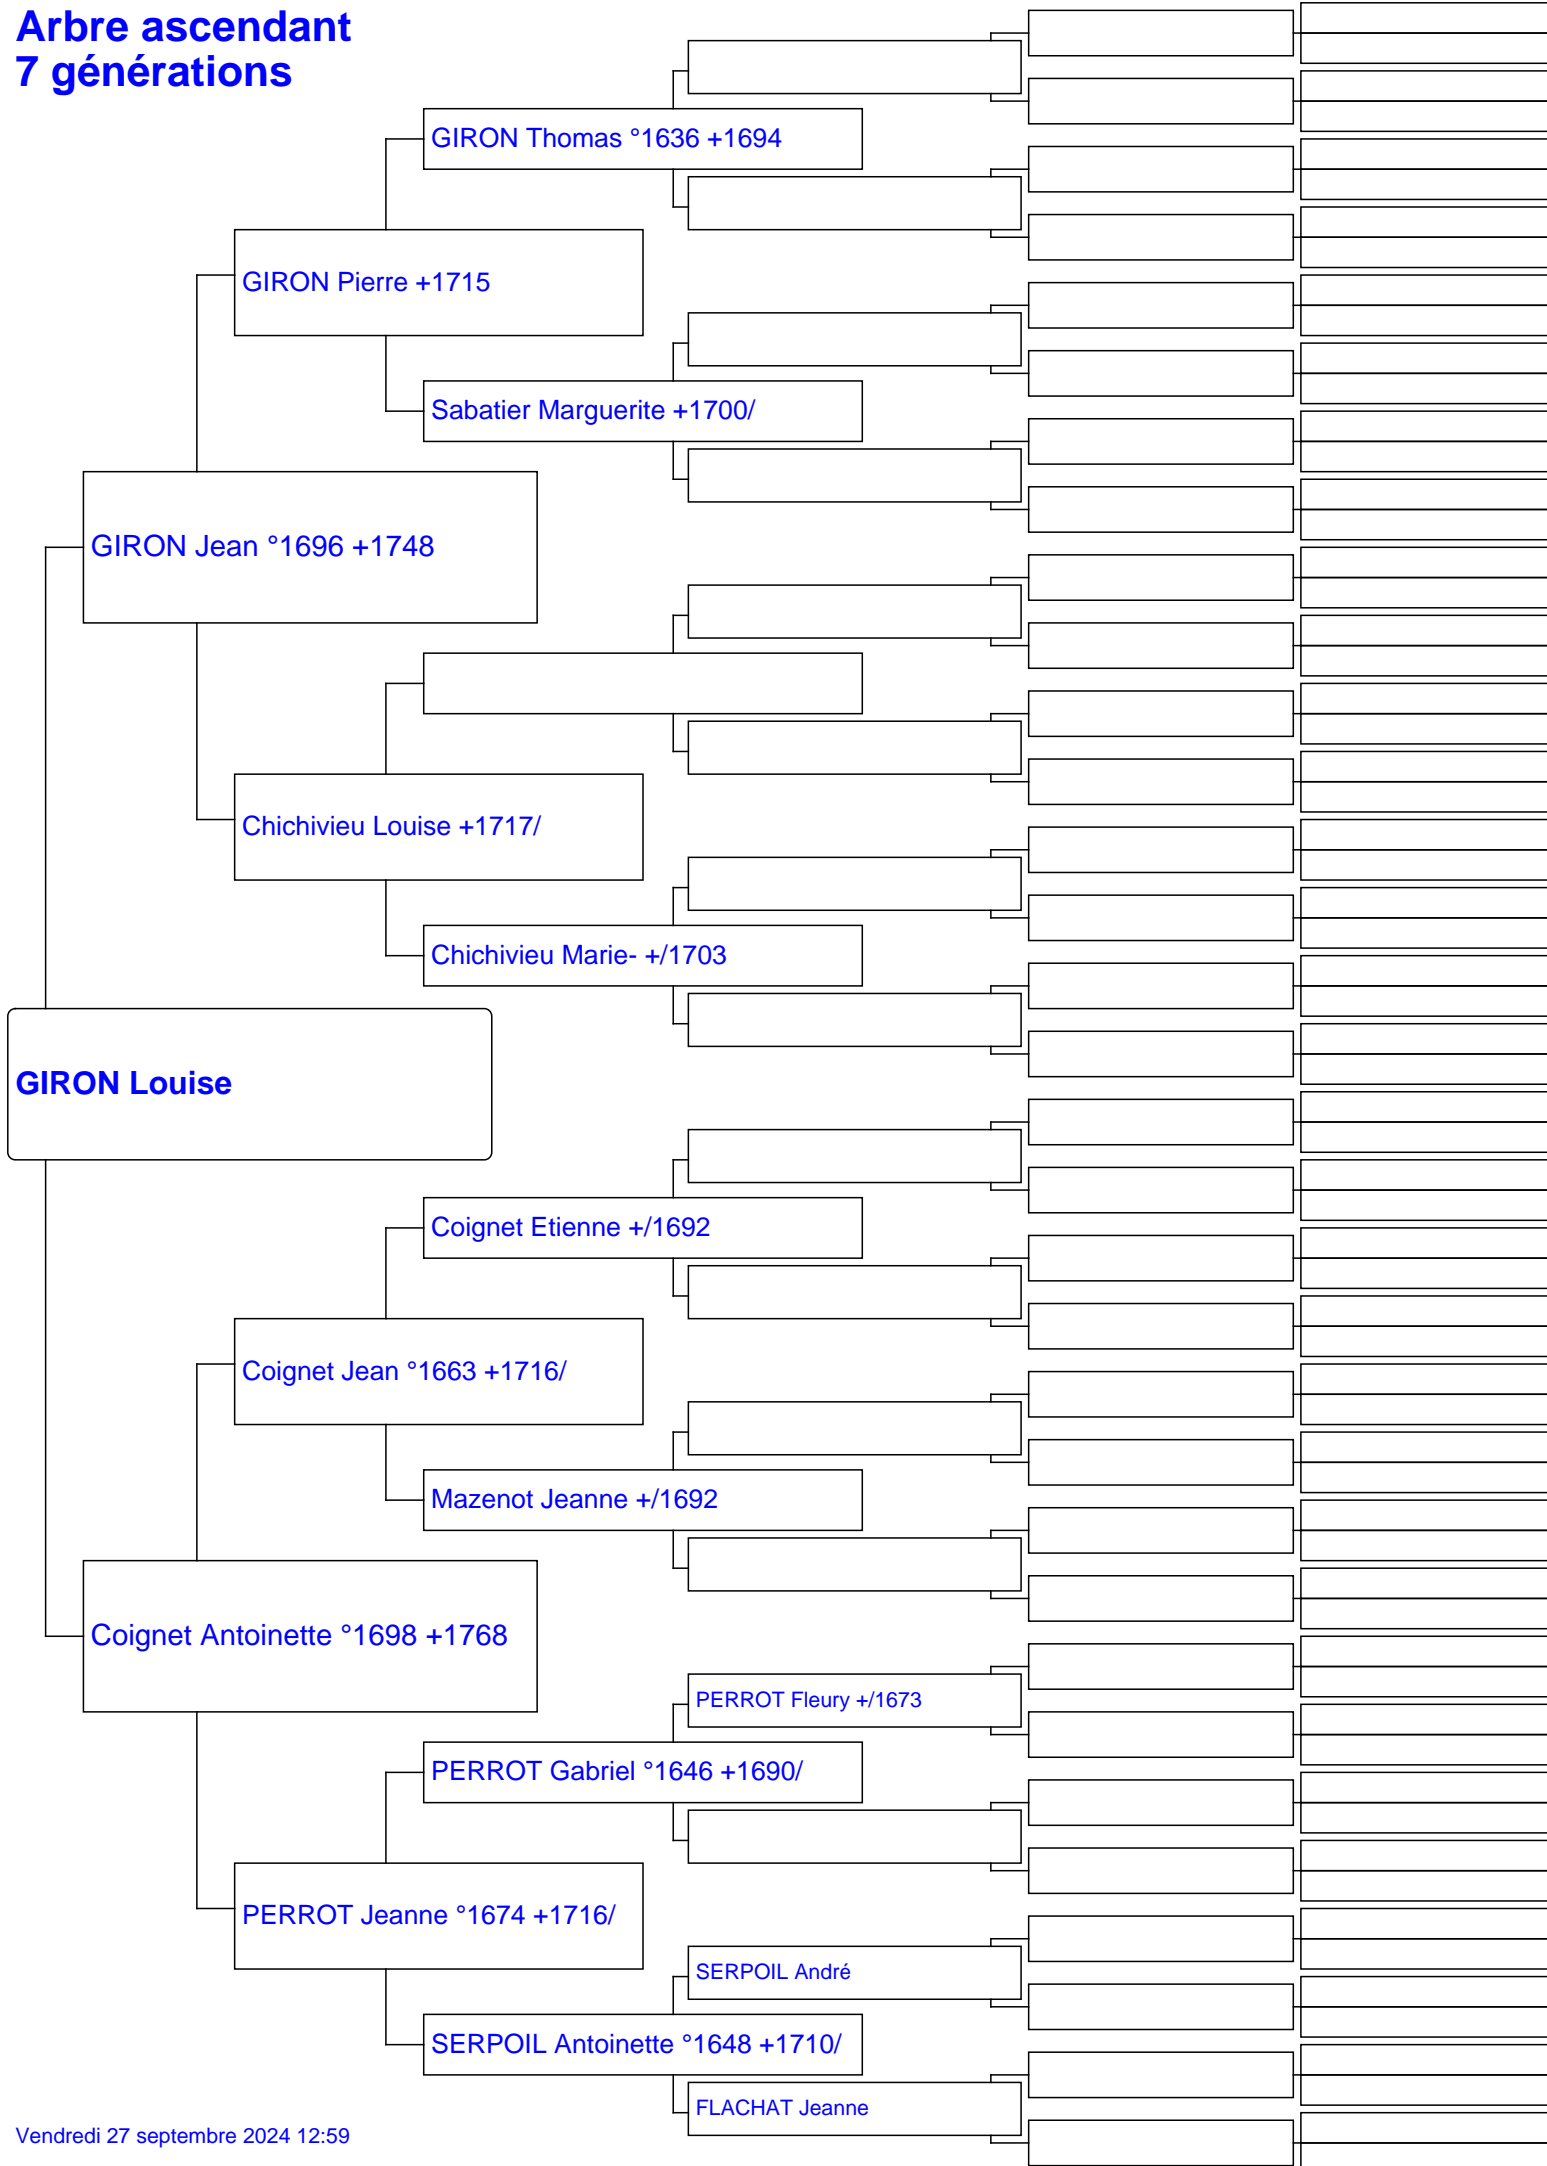 Arbre ascendant
7 générations
GIRON Thomas °1636 +1694
GIRON Pierre +1715
Sabatier Marguerite +1700/
GIRON Jean °1696 +1748
Chichivieu Louise +1717/
Chichivieu Marie- +/1703
GIRON Louise
Coignet Etienne +/1692
Coignet Jean °1663 +1716/
Mazenot Jeanne +/1692
Coignet Antoinette °1698 +1768
PERROT Fleury +/1673
PERROT Gabriel °1646 +1690/
PERROT Jeanne °1674 +1716/
SERPOIL André
SERPOIL Antoinette °1648 +1710/
FLACHAT Jeanne
Vendredi 27 septembre 2024 12:59